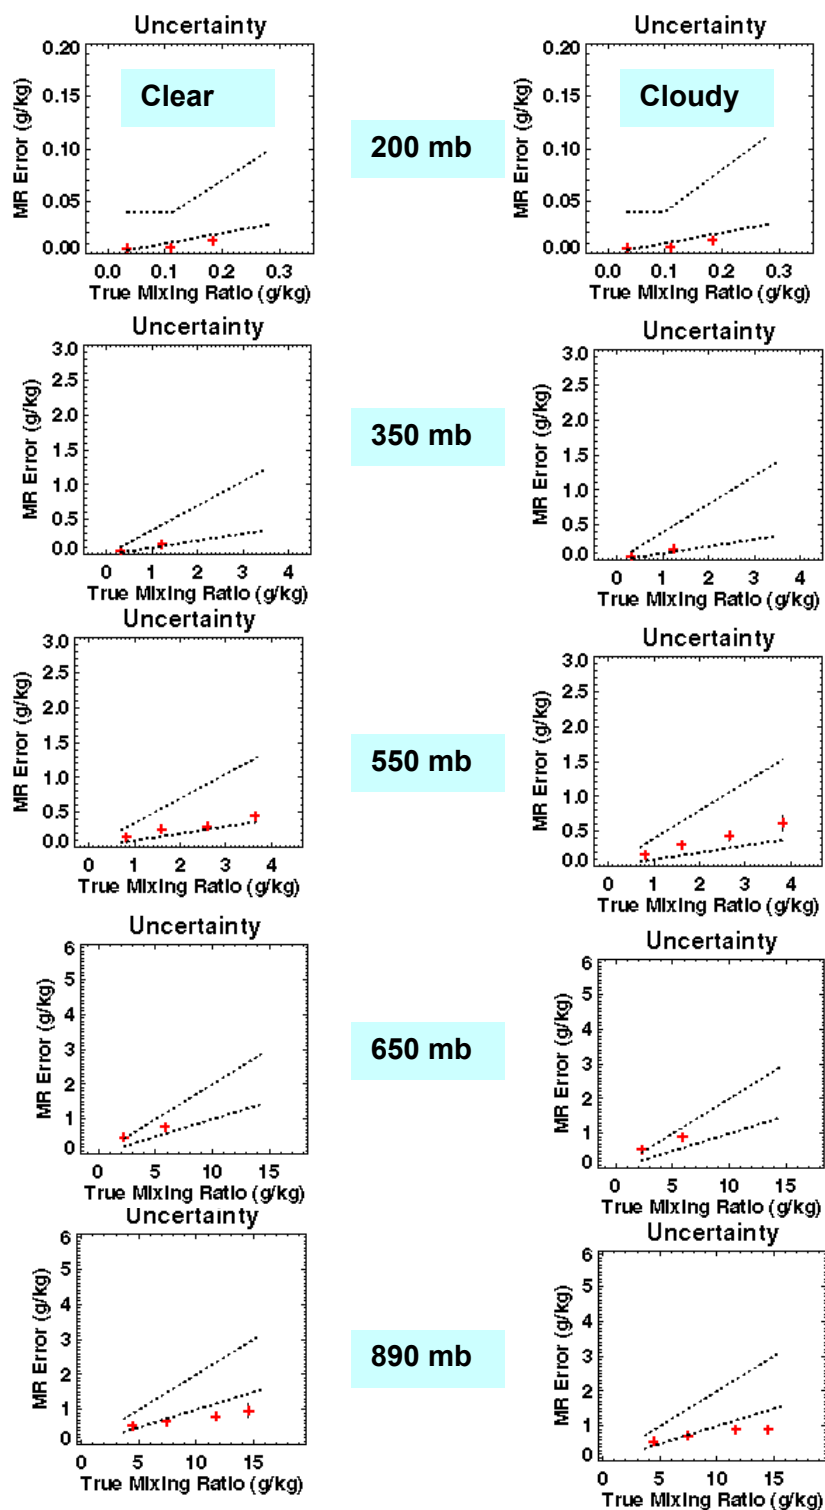 Uncertainty
Uncertainty
0.20
0.15
0.10
0.05
0.00
MR Error (g/kg)
Clear
0.0 0.1 0.2 0.3
True Mixing Ratio (g/kg)
200 mb
0.20
0.15
0.10
0.05
0.00
MR Error (g/kg)
Cloudy
0.0 0.1 0.2 0.3
True Mixing Ratio (g/kg)
Uncertainty
3.0
2.5
2.0
1.5
1.0
0.5
0.0
MR Error (g/kg)
0 1 2 3 4
True Mixing Ratio (g/kg)
350 mb
Uncertainty
3.0
2.5
2.0
1.5
1.0
0.5
0.0
MR Error (g/kg)
0 1 2 3 4
True Mixing Ratio (g/kg)
Uncertainty
3.0
2.5
2.0
1.5
1.0
0.5
0.0
MR Error (g/kg)
0 1 2 3 4
True Mixing Ratio (g/kg)
550 mb
Uncertainty
3.0
2.5
2.0
1.5
1.0
0.5
0.0
MR Error (g/kg)
0 1 2 3 4
True Mixing Ratio (g/kg)
Uncertainty
6
5
4
3
2
1
0
MR Error (g/kg)
0 5 10 15
True Mixing Ratio (g/kg)
650 mb
Uncertainty
6
5
4
3
2
1
0
MR Error (g/kg)
0 5 10 15
True Mixing Ratio (g/kg)
Uncertainty
6
5
4
3
2
1
0
MR Error (g/kg)
0 5 10 15
True Mixing Ratio (g/kg)
890 mb
Uncertainty
6
5
4
3
2
1
0
MR Error (g/kg)
0 5 10 15
True Mixing Ratio (g/kg)